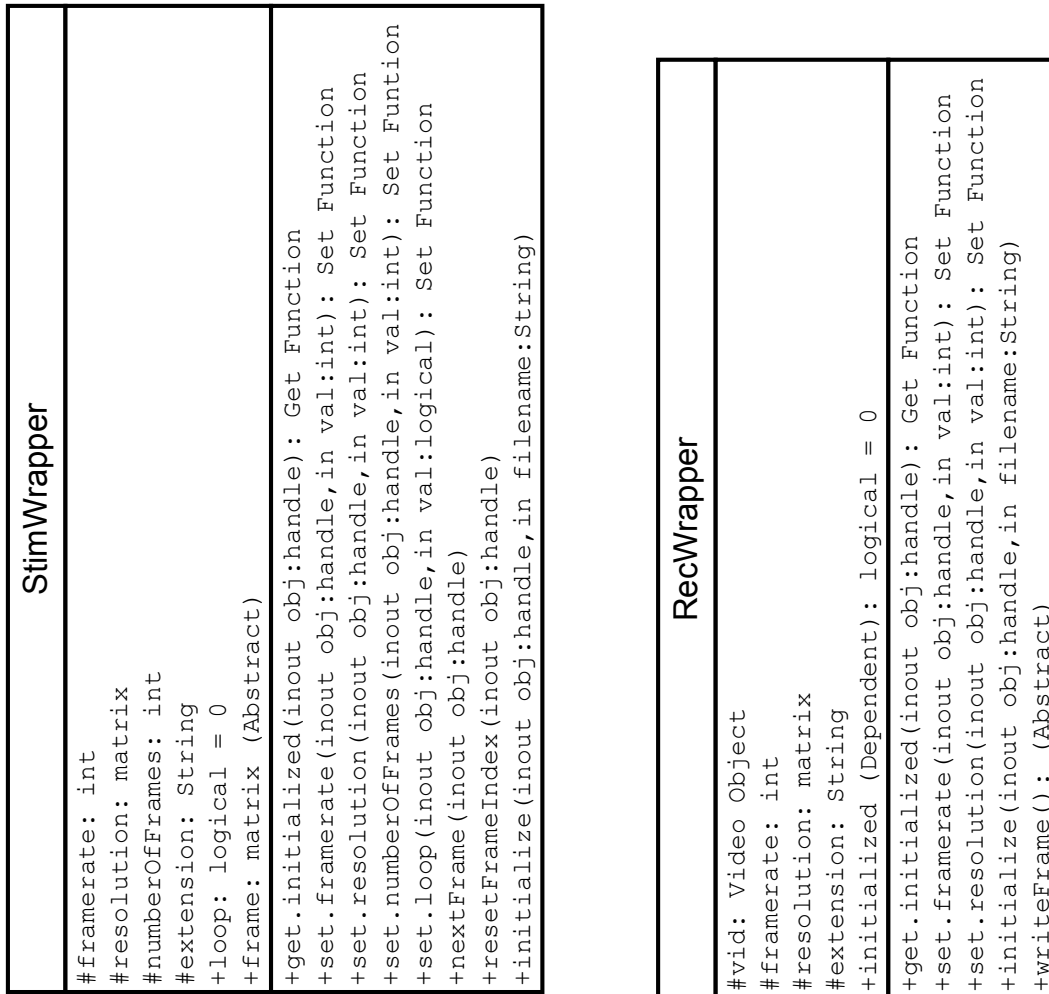 StimWrapper
#framerate: int
#resolution: matrix
#numberOfFrames: int
#extension: String
+loop: logical = 0
+frame: matrix (Abstract)
+get.initialized(inout obj:handle): Get Function
+set.framerate(inout obj:handle,in val:int): Set Function
+set.resolution(inout obj:handle,in val:int): Set Function
+set.numberOfFrames(inout obj:handle,in val:int): Set Funtion
+set.loop(inout obj:handle,in val:logical): Set Function
+nextFrame(inout obj:handle)
+resetFrameIndex(inout obj:handle)
+initialize(inout obj:handle,in filename:String)
RecWrapper
#vid: Video Object
#framerate: int
#resolution: matrix
#extension: String
+initialized (Dependent): logical = 0
+get.initialized(inout obj:handle): Get Function
+set.framerate(inout obj:handle,in val:int): Set Function
+set.resolution(inout obj:handle,in val:int): Set Function
+initialize(inout obj:handle,in filename:String)
+writeFrame(): (Abstract)